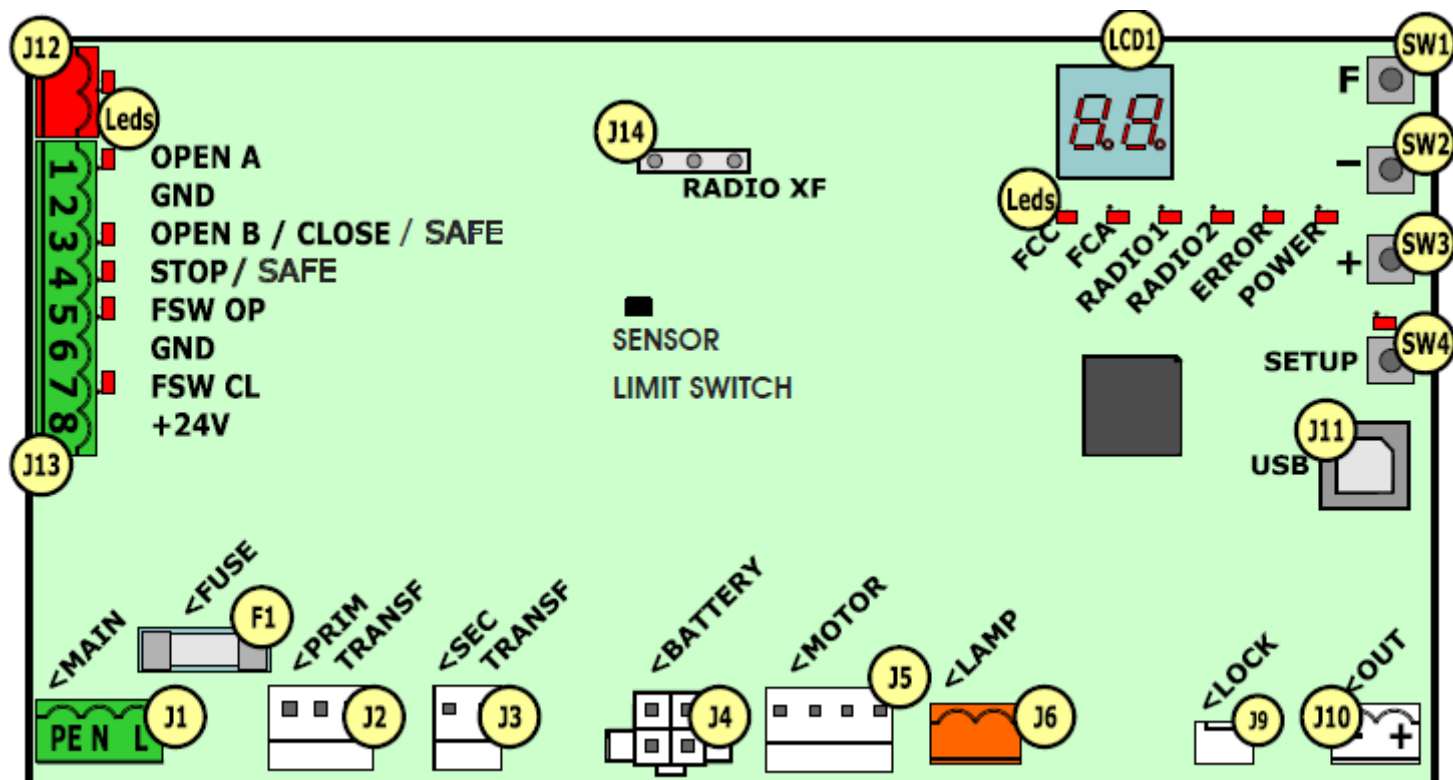 J12
LCD1
SW1
F
Leds
J14
SW2
−
1 OPEN A
RADIO XF
2 GND
Leds
3 OPEN B / CLOSE / SAFE
FCC
FCA
RADIO1
RADIO2
ERROR
POWER
SW3
+
4 STOP / SAFE
5 FSW OP
SENSOR
LIMIT SWITCH
6 GND
SETUP
SW4
7 FSW CL
8 +24V
J13
J11
USB
<FUSE
F1
<MAIN
<PRIM
TRANSF
<SEC
TRANSF
<BATTERY
<MOTOR
<LAMP
<LOCK
<OUT
PE N L
J1
J2
J3
J4
J5
J6
J9
J10
- +